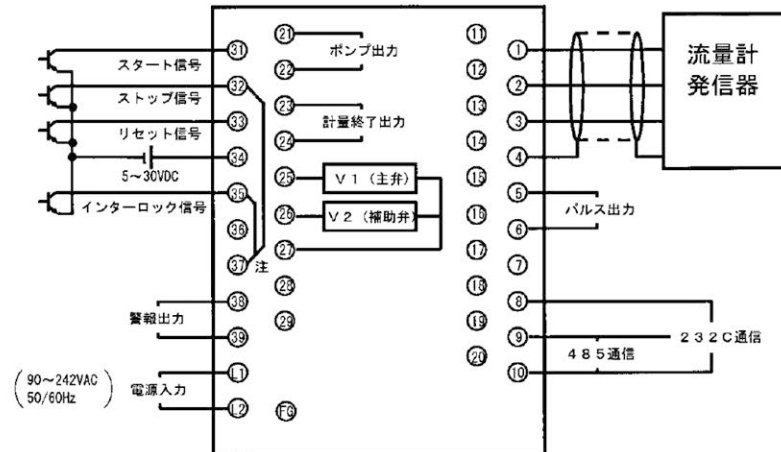 31
スタート信号
32
ストップ信号
33
リセット信号
34
5～30VDC
35
インターロック信号
36
37
注
38
警報出力
39
L1
電源入力
(90～242VAC
50/60Hz)
L2
21
ポンプ出力
22
23
計量終了出力
24
25
V1(主弁)
26
V2(補助弁)
27
28
29
FG
11
12
13
14
15
16
17
18
19
20
1
2
3
4
5
パルス出力
6
7
8
9
232C通信
485通信
10
流量計
発信器